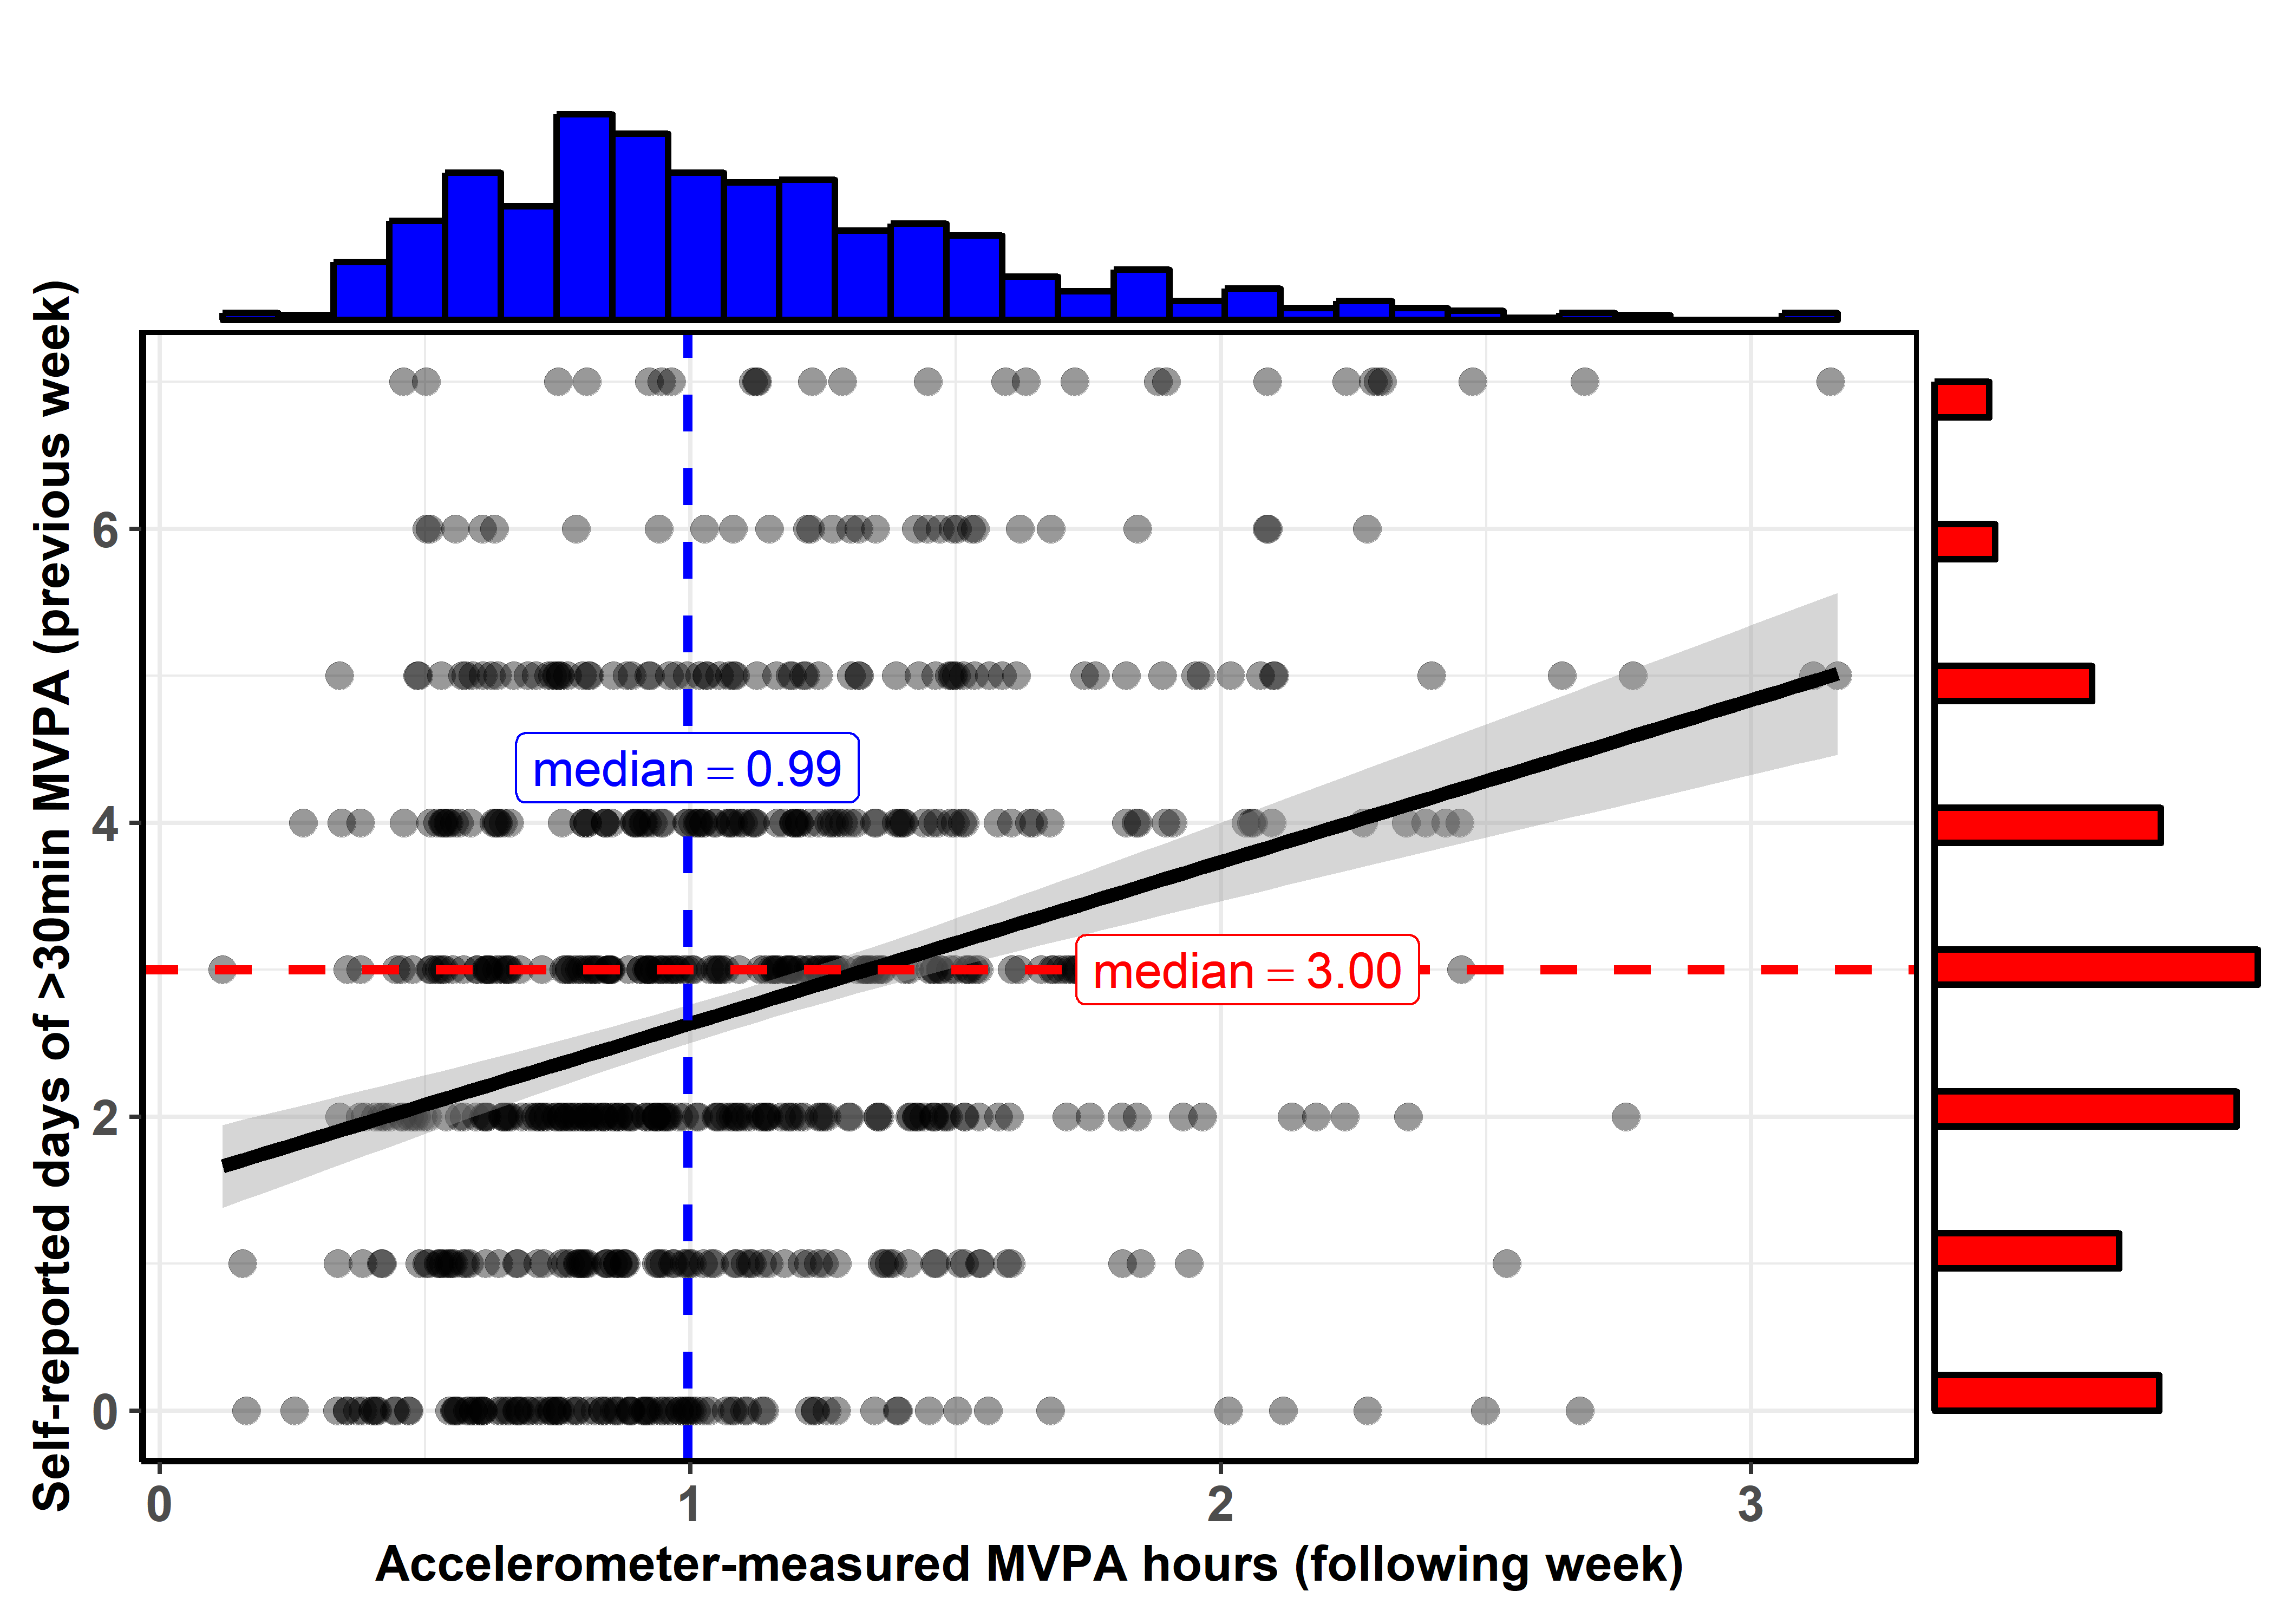 Self-reported days of >30min MVPA (previous week)
6
4
2
0
median = 0.99
median = 3.00
0
1
2
3
Accelerometer-measured MVPA hours (following week)